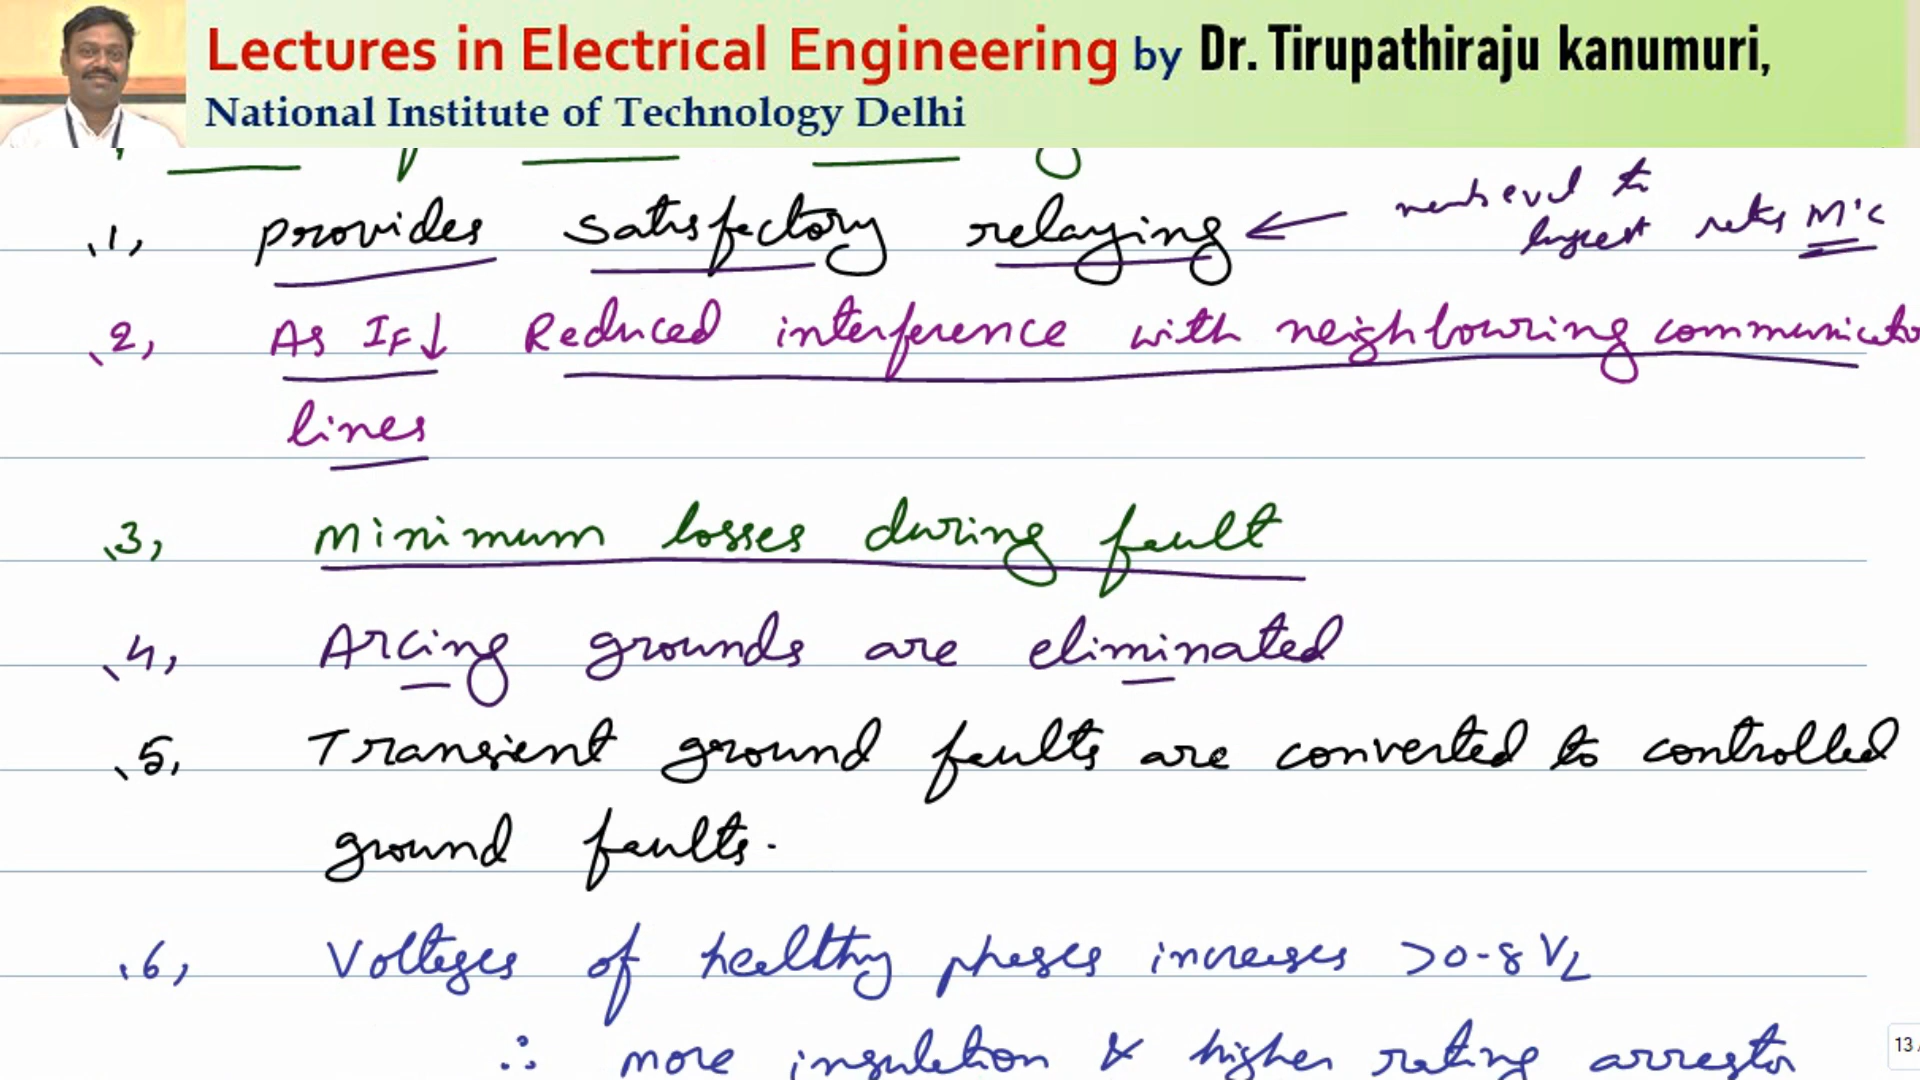 Lectures in Electrical Engineering by Dr. Tirupathiraju kanumuri,
National Institute of Technology Delhi
(1) provides satisfactory relaying ← to
largest M'c
(2) As IF↓ Reduced interference with neighbouring communicatio
lines
(3) Minimum losses during fault
(4) Arcing grounds are eliminated
(5) Transient ground faults are converted to controlled
ground faults.
(6) Voltages of healthy phases increases >0.8 VL
∴ more insulation & higher rating arrestor
13/